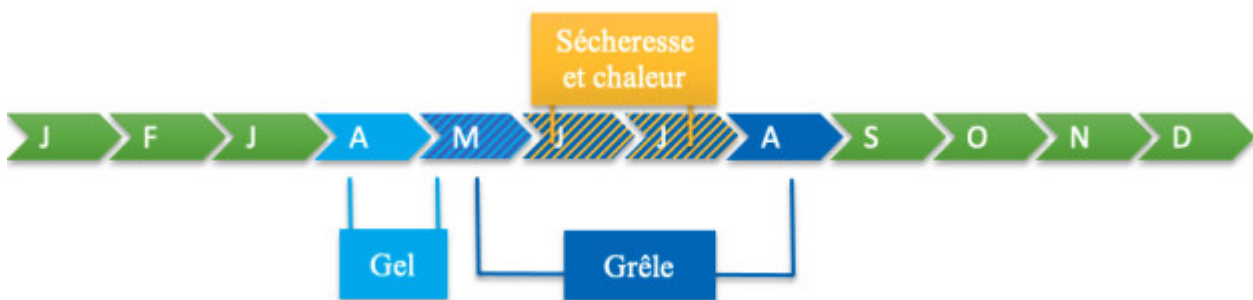 Sécheresse
et chaleur
J F J A M J J A S O N D
Gel Grêle